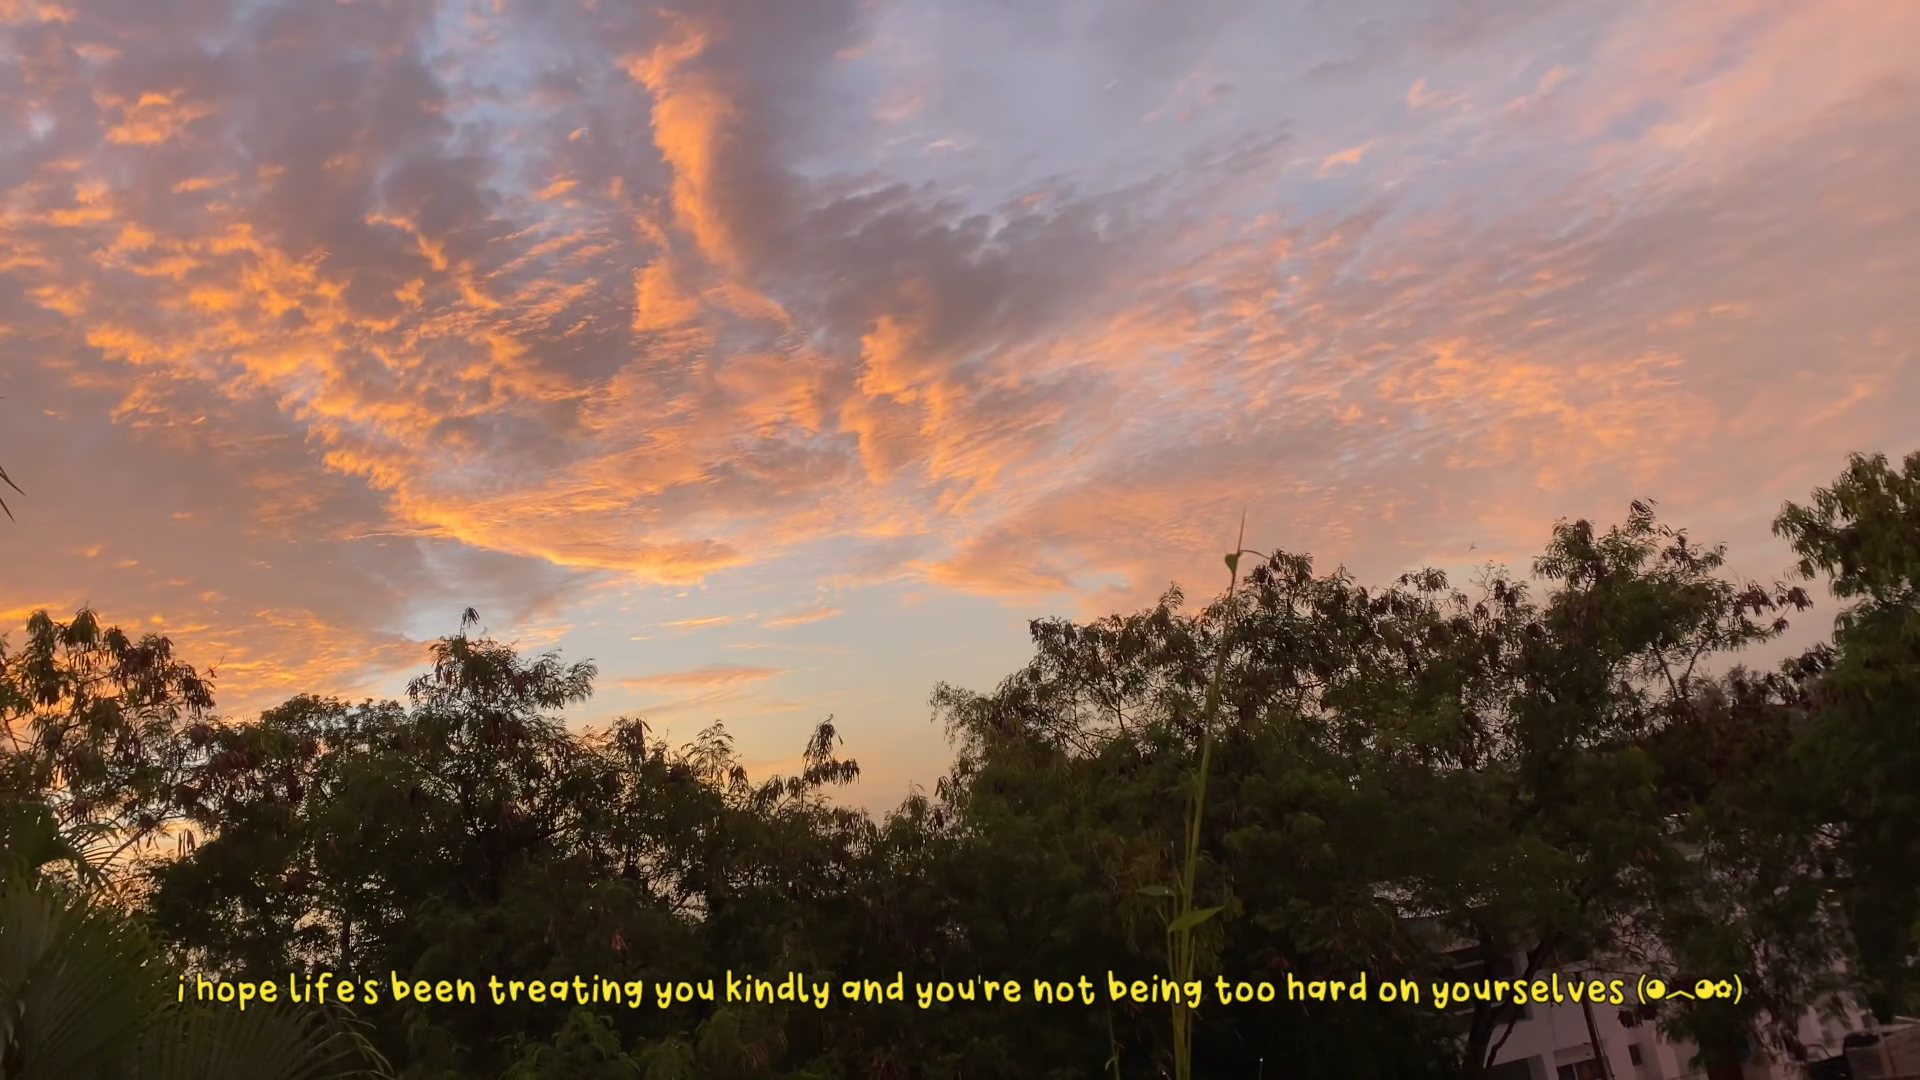 i hope life's been treating you kindly and you're not being too hard on yourselves (◕︿◕✿)